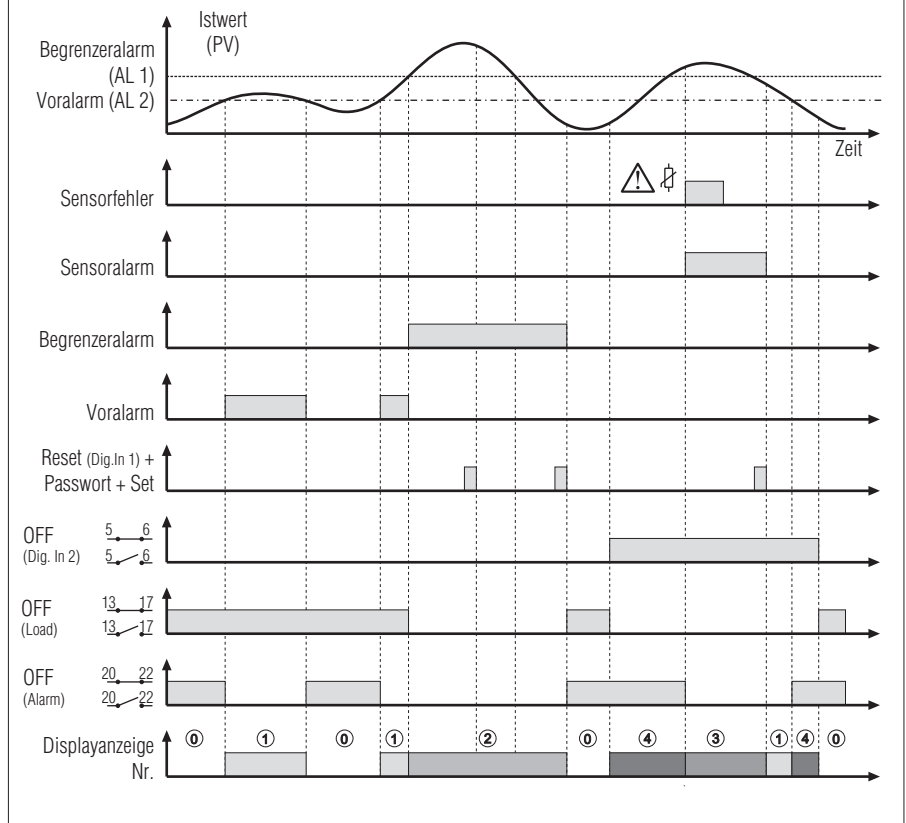 Istwert
(PV)
Begrenzeralarm
(AL 1)
Voralarm (AL 2)
Zeit
Sensorfehler
Sensoralarm
Begrenzeralarm
Voralarm
Reset (Dig.In 1) +
Passwort + Set
OFF 5 6
(Dig. In 2) 5 6
OFF 13 17
(Load) 13 17
OFF 20 22
(Alarm) 20 22
Displayanzeige
Nr.
⓪ ① ⓪ ① ② ⓪ ④ ③ ① ④ ⓪